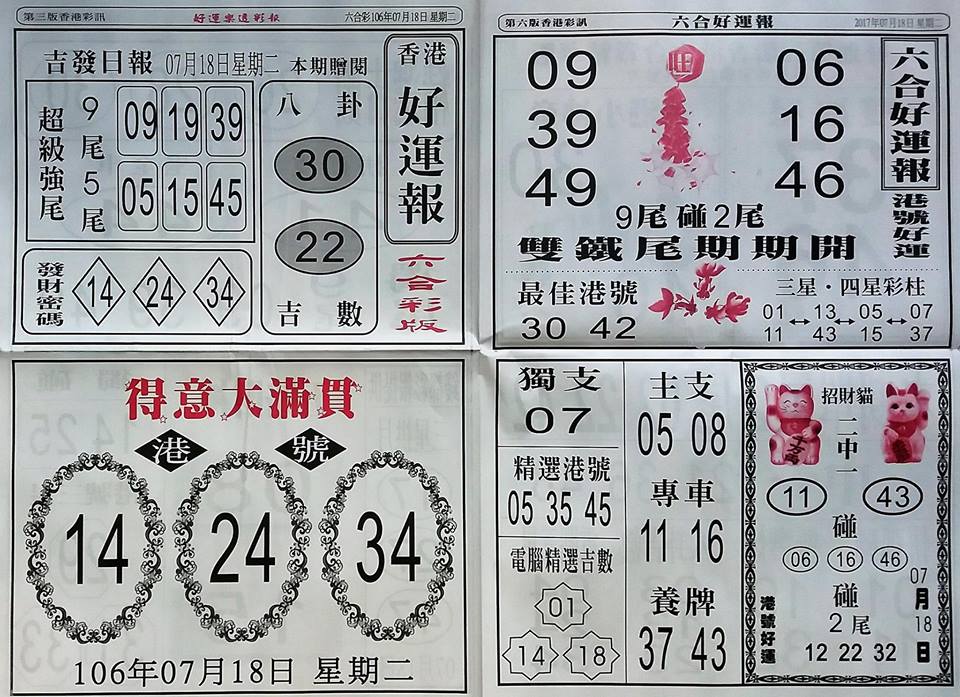 第三版香港彩訊 好運樂透彩報 六合彩106年07月18日 星期二
吉發日報 07月18日星期二 本期贈閱
超級強尾
9尾 09 19 39
5尾 05 15 45
發財密碼
14 24 34
八卦
30
22
吉數
香港
好運報
六合彩版
第六版香港彩訊 六合好運報 2017年07月18日 星期二
09 06
39 16
49 46
旺
9尾碰2尾
雙鐵尾期期開
六合好運報
港號好運
最佳港號
30 42
三星·四星彩柱
01 13 05 07
11 43 15 37
得意大滿貫
港號
14 24 34
106年07月18日 星期二
獨支
07
精選港號
05 35 45
電腦精選吉數
01
14 18
主支
05 08
專車
11 16
養牌
37 43
招財貓
二中一
11 43
碰
06 16 46
碰
2尾
12 22 32
07月18日
港號好運